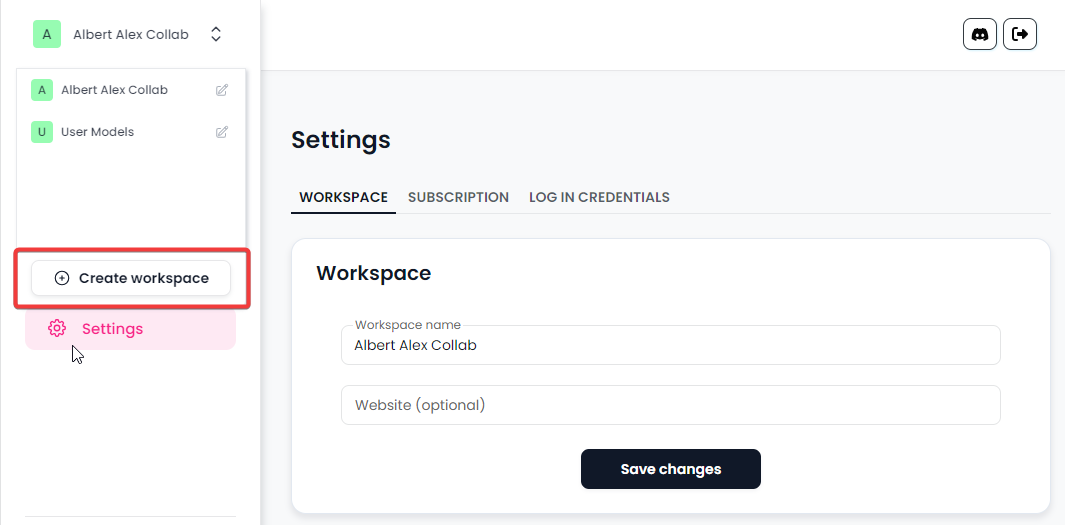 A Albert Alex Collab
A Albert Alex Collab
U User Models
Create workspace
Settings
Settings
WORKSPACE SUBSCRIPTION LOG IN CREDENTIALS
Workspace
Workspace name
Albert Alex Collab
Website (optional)
Save changes